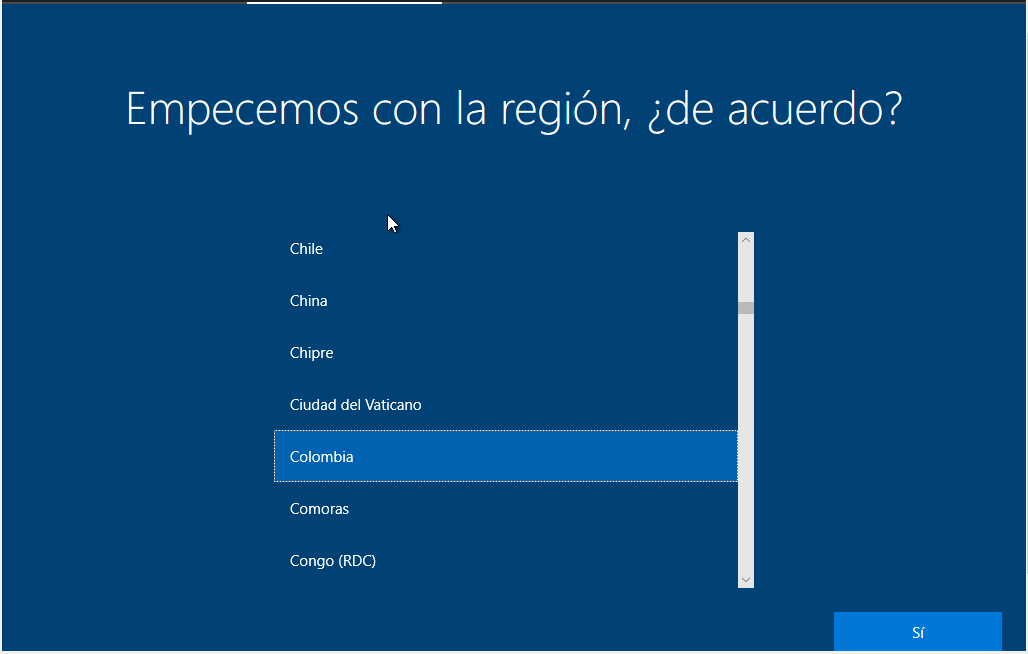 Empecemos con la región, ¿de acuerdo?
Chile
China
Chipre
Ciudad del Vaticano
Colombia
Comoras
Congo (RDC)
Sí